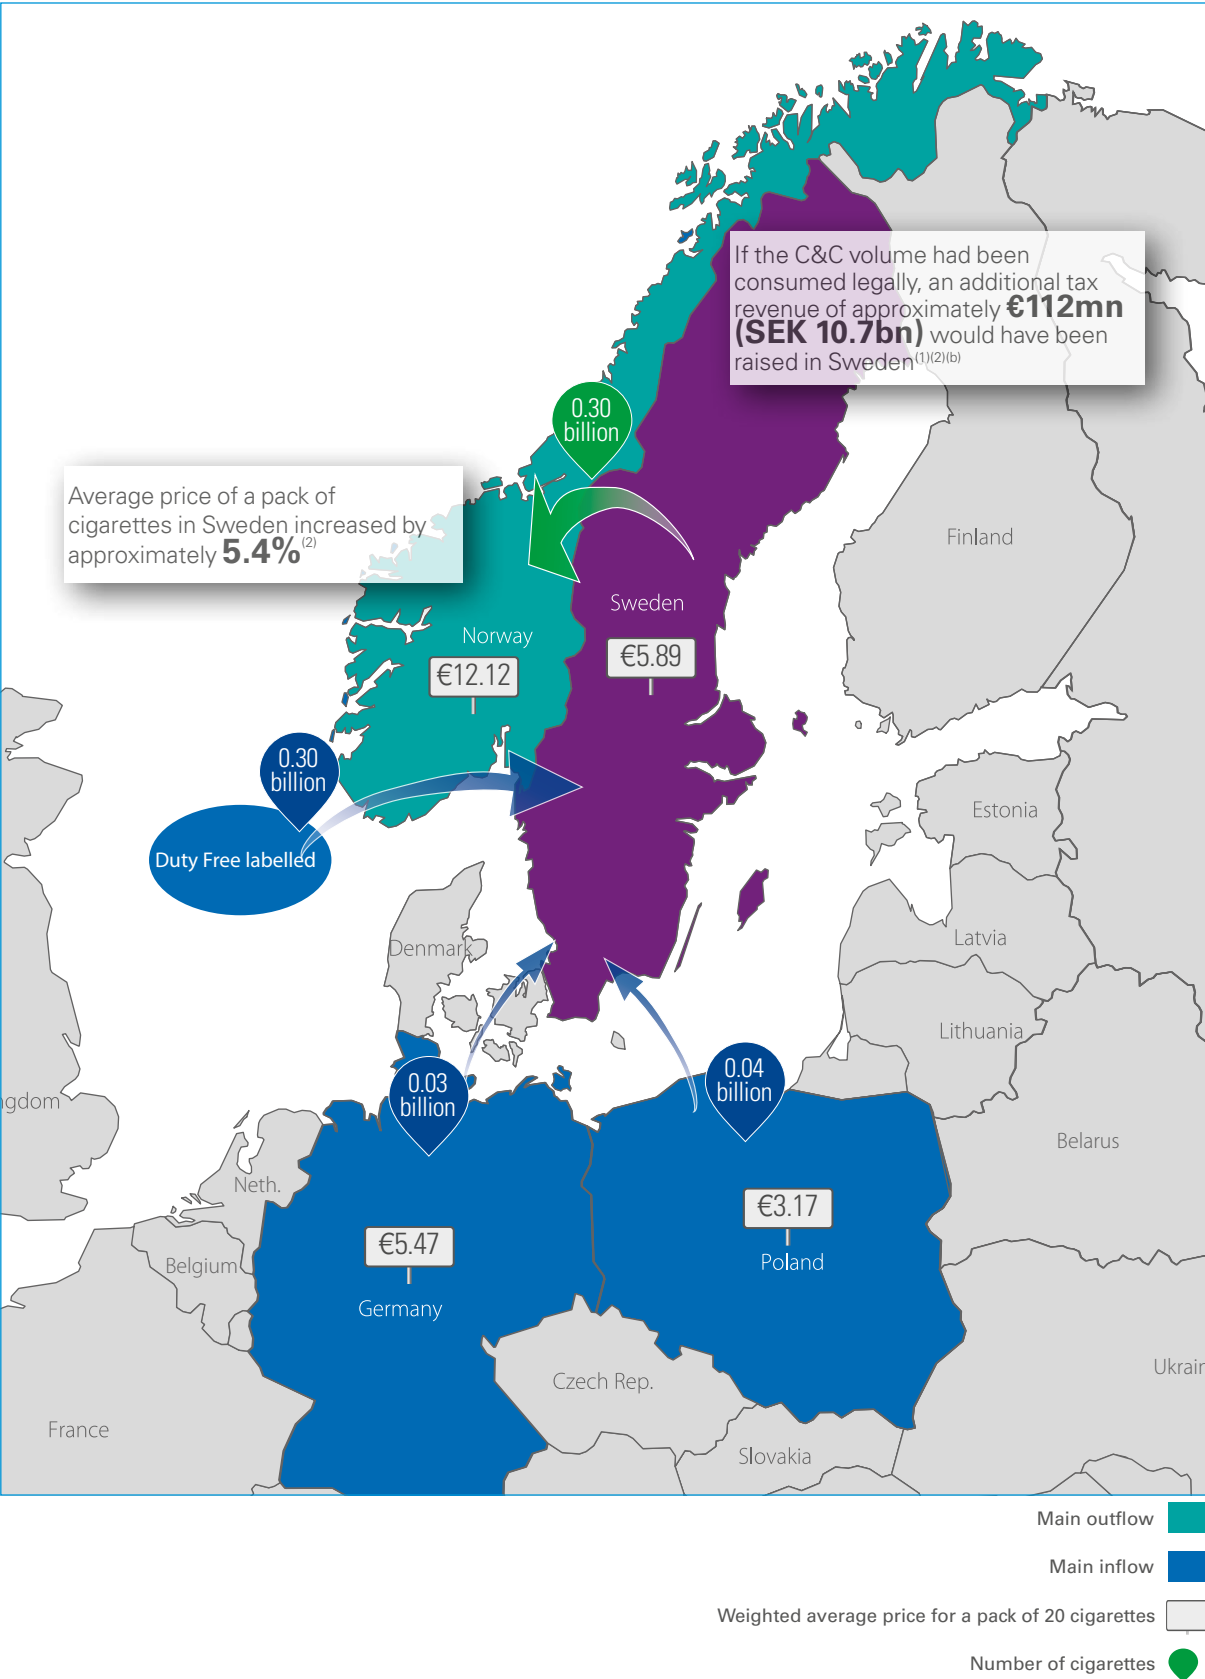 If the C&C volume had been
consumed legally, an additional tax
revenue of approximately €112mn
(SEK 10.7bn) would have been
raised in Sweden(1)(2)(b)
0.30
billion
Average price of a pack of
cigarettes in Sweden increased by
approximately 5.4%(2)
Finland
Sweden
€5.89
Norway
€12.12
0.30
billion
Duty Free labelled
Estonia
Denmark
Latvia
Lithuania
0.03
billion
0.04
billion
gdom
Belarus
Neth.
€3.17
Poland
€5.47
Belgium
Germany
Ukrair
Czech Rep.
France
Slovakia
Main outflow
Main inflow
Weighted average price for a pack of 20 cigarettes
Number of cigarettes